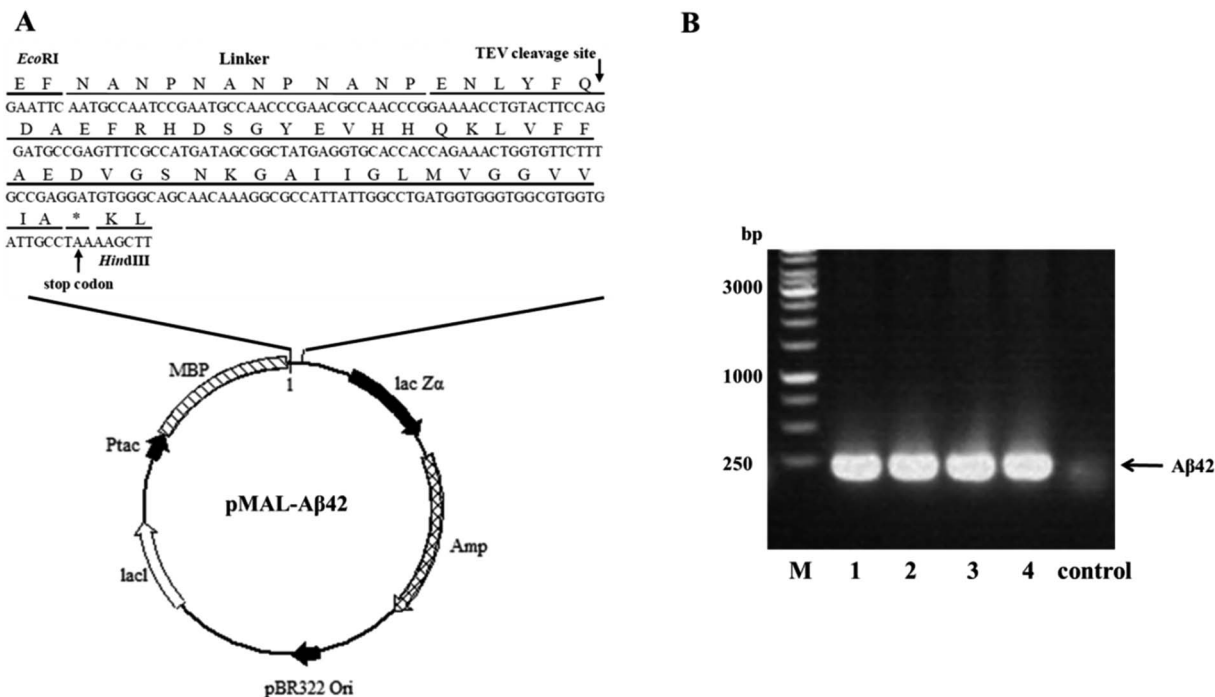 A
EcoRI Linker TEV cleavage site
E F N A N P N A N P N A N P E N L Y F Q
GAATTC AATGCCAATCCGAATGCCAACCCGAACGCCAACCCGGAAAACCTGTACTTCCAG
D A E F R H D S G Y E V H H Q K L V F F
GATGCCGAGTTTCGCCATGATAGCGGCTATGAGGTGCACCACCAGAAACTGGTGTTCTTT
A E D V G S N K G A I I G L M V G G V V
GCCGAGGATGTGGGCAGCAACAAAGGCGCCATTATTGGCCTGATGGTGGGTGGCGTGGTG
I A * K L
ATTGCCTAAAAGCTT
HindIII
stop codon
MBP
1
lac Zα
Ptac
pMAL-Aβ42
Amp
lacI
pBR322 Ori
B
bp
3000
1000
250
Aβ42
M 1 2 3 4 control